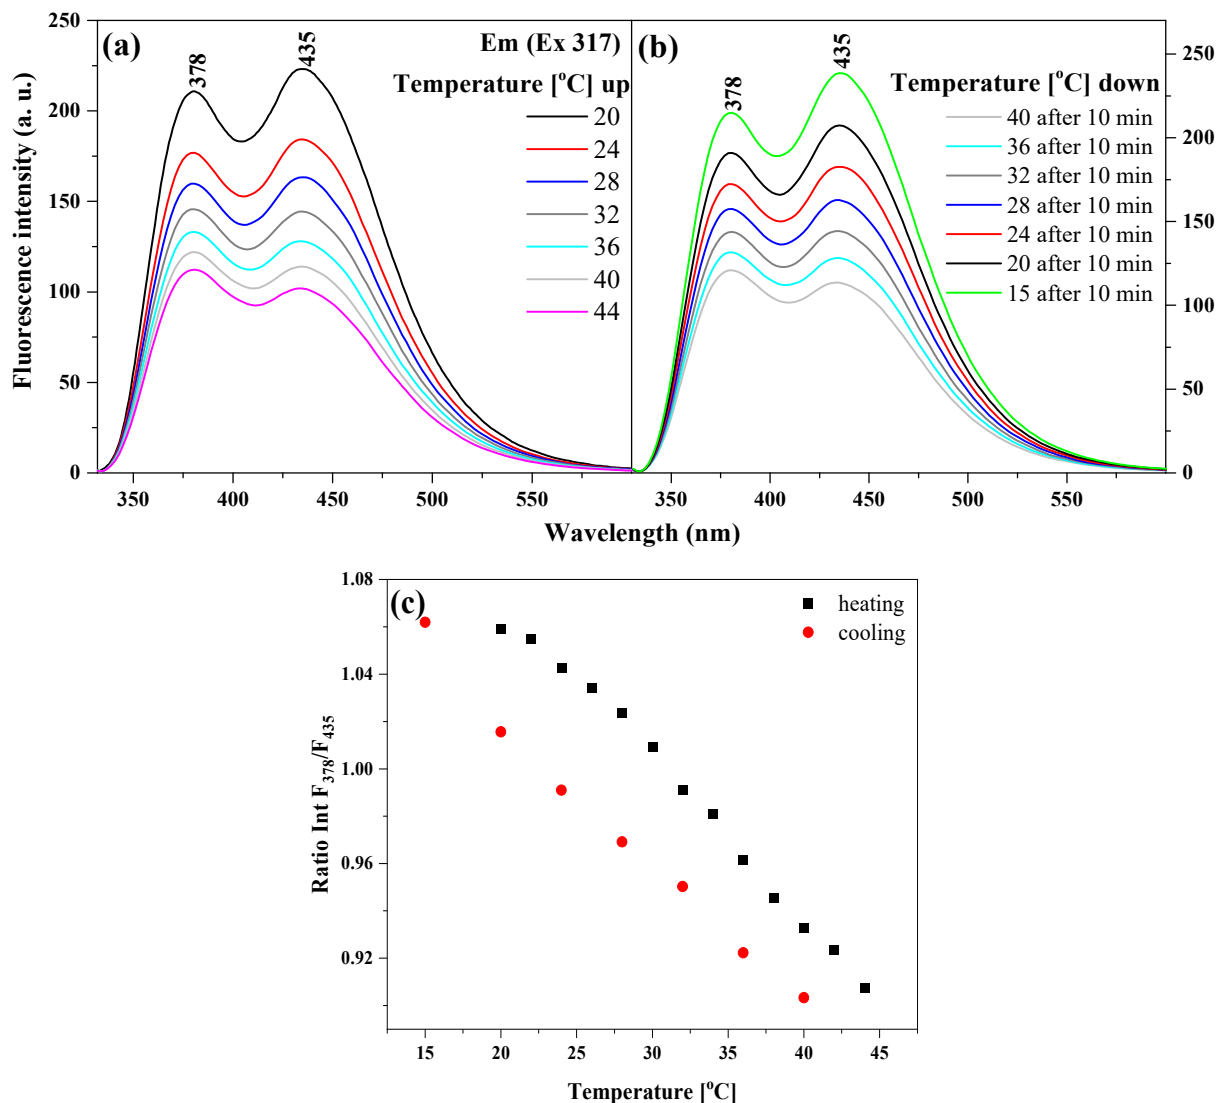 (a)
Em (Ex 317)
378
435
Temperature [°C] up
20
24
28
32
36
40
44
250
200
150
100
50
0
350
400
450
500
550
Fluorescence intensity (a. u.)
(b)
378
435
Temperature [°C] down
40 after 10 min
36 after 10 min
32 after 10 min
28 after 10 min
24 after 10 min
20 after 10 min
15 after 10 min
250
200
150
100
50
0
350
400
450
500
550
Wavelength (nm)
(c)
heating
cooling
1.08
1.04
1.00
0.96
0.92
Ratio Int F378/F435
15
20
25
30
35
40
45
Temperature [°C]